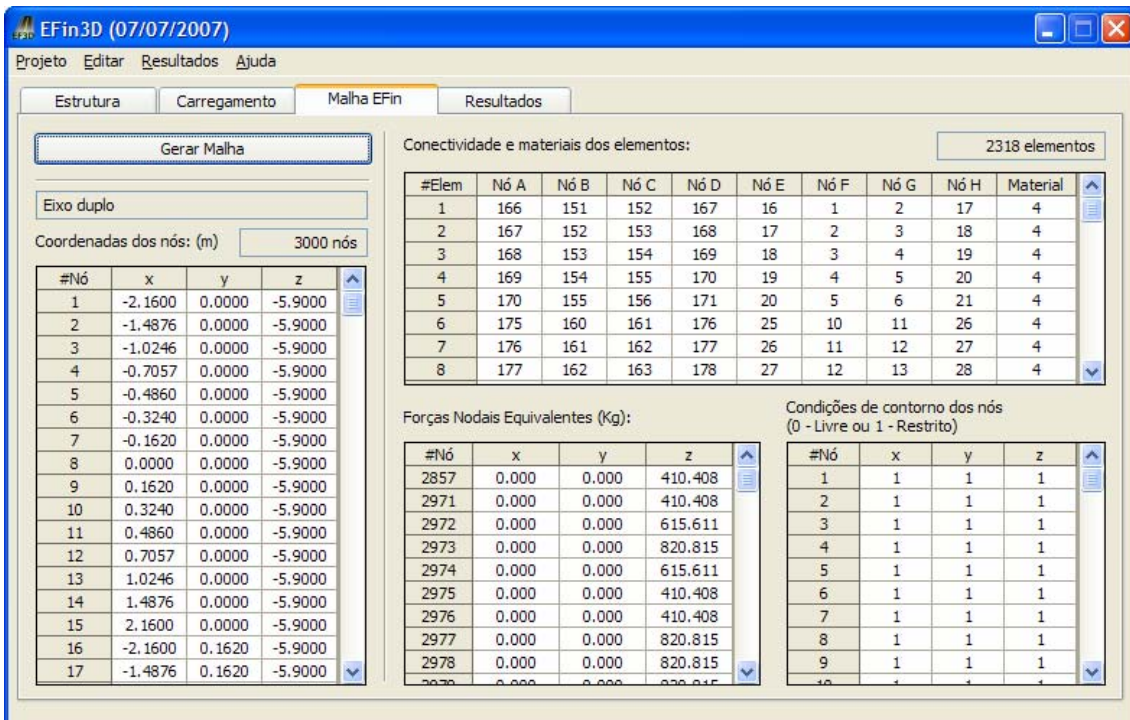 EFin3D (07/07/2007)
Projeto Editar Resultados Ajuda
Estrutura Carregamento Malha EFin Resultados
Gerar Malha
Eixo duplo
Coordenadas dos nós: (m) 3000 nós
#Nó x y z
1 -2.1600 0.0000 -5.9000
2 -1.4876 0.0000 -5.9000
3 -1.0246 0.0000 -5.9000
4 -0.7057 0.0000 -5.9000
5 -0.4860 0.0000 -5.9000
6 -0.3240 0.0000 -5.9000
7 -0.1620 0.0000 -5.9000
8 0.0000 0.0000 -5.9000
9 0.1620 0.0000 -5.9000
10 0.3240 0.0000 -5.9000
11 0.4860 0.0000 -5.9000
12 0.7057 0.0000 -5.9000
13 1.0246 0.0000 -5.9000
14 1.4876 0.0000 -5.9000
15 2.1600 0.0000 -5.9000
16 -2.1600 0.1620 -5.9000
17 -1.4876 0.1620 -5.9000
Conectividade e materiais dos elementos: 2318 elementos
#Elem Nó A Nó B Nó C Nó D Nó E Nó F Nó G Nó H Material
1 166 151 152 167 16 1 2 17 4
2 167 152 153 168 17 2 3 18 4
3 168 153 154 169 18 3 4 19 4
4 169 154 155 170 19 4 5 20 4
5 170 155 156 171 20 5 6 21 4
6 175 160 161 176 25 10 11 26 4
7 176 161 162 177 26 11 12 27 4
8 177 162 163 178 27 12 13 28 4
Forças Nodais Equivalentes (Kg):
#Nó x y z
2857 0.000 0.000 410.408
2971 0.000 0.000 410.408
2972 0.000 0.000 615.611
2973 0.000 0.000 820.815
2974 0.000 0.000 615.611
2975 0.000 0.000 410.408
2976 0.000 0.000 410.408
2977 0.000 0.000 820.815
2978 0.000 0.000 820.815
Condições de contorno dos nós
(0 - Livre ou 1 - Restrito)
#Nó x y z
1 1 1 1
2 1 1 1
3 1 1 1
4 1 1 1
5 1 1 1
6 1 1 1
7 1 1 1
8 1 1 1
9 1 1 1